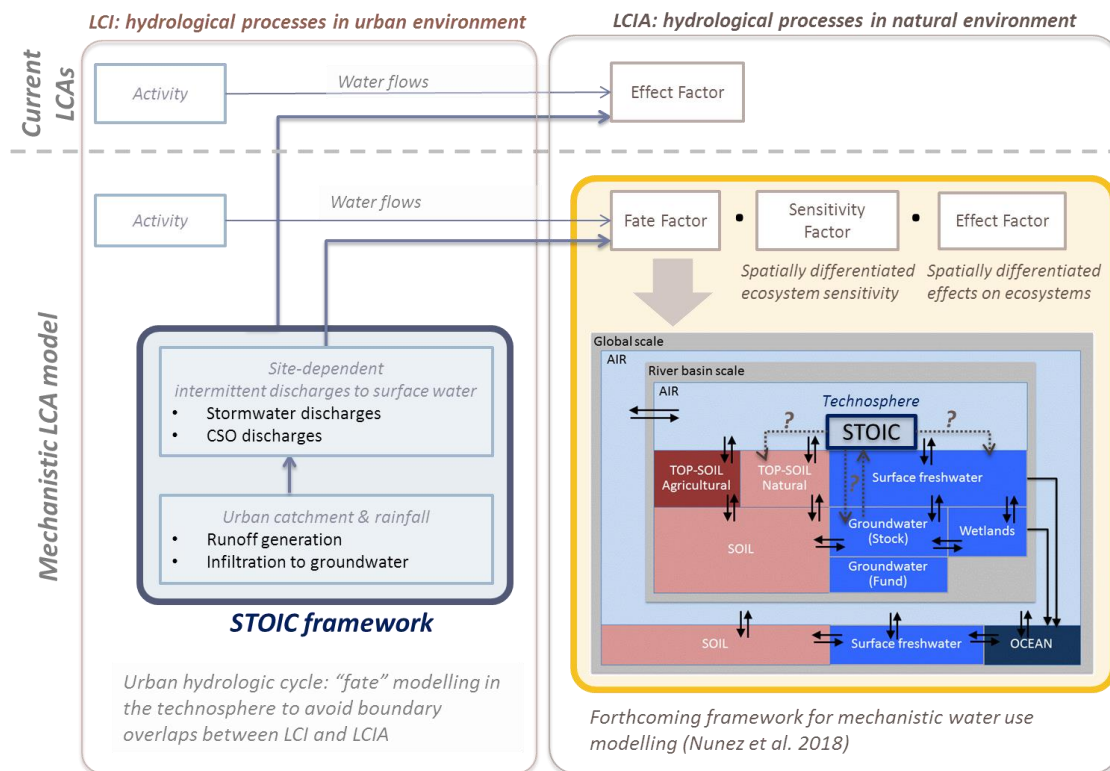 LCI: hydrological processes in urban environment
LCIA: hydrological processes in natural environment
Current
LCAs
Activity
Water flows
Effect Factor
Mechanistic LCA model
Activity
Water flows
Fate Factor
•
Sensitivity
Factor
•
Effect Factor
Spatially differentiated
ecosystem sensitivity
Spatially differentiated
effects on ecosystems
Site-dependent
intermittent discharges to surface water
• Stormwater discharges
• CSO discharges
Urban catchment & rainfall
• Runoff generation
• Infiltration to groundwater
STOIC framework
Urban hydrologic cycle: “fate” modelling in
the technosphere to avoid boundary
overlaps between LCI and LCIA
Global scale
AIR
River basin scale
AIR
Technosphere
?
STOIC
?
?
TOP-SOIL
Agricultural
TOP-SOIL
Natural
Surface freshwater
SOIL
Groundwater
(Stock)
Wetlands
Groundwater
(Fund)
SOIL
Surface freshwater
OCEAN
Forthcoming framework for mechanistic water use
modelling (Nunez et al. 2018)